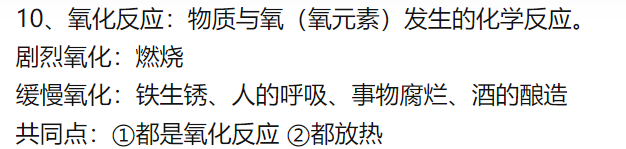 10、氧化反应：物质与氧（氧元素）发生的化学反应。
剧烈氧化：燃烧
缓慢氧化：铁生锈、人的呼吸、事物腐烂、酒的酿造
共同点：①都是氧化反应 ②都放热